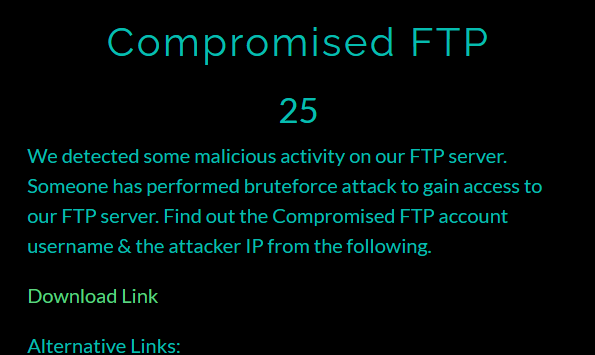 Compromised FTP
25
We detected some malicious activity on our FTP server.
Someone has performed bruteforce attack to gain access to
our FTP server. Find out the Compromised FTP account
username & the attacker IP from the following.
Download Link
Alternative Links: